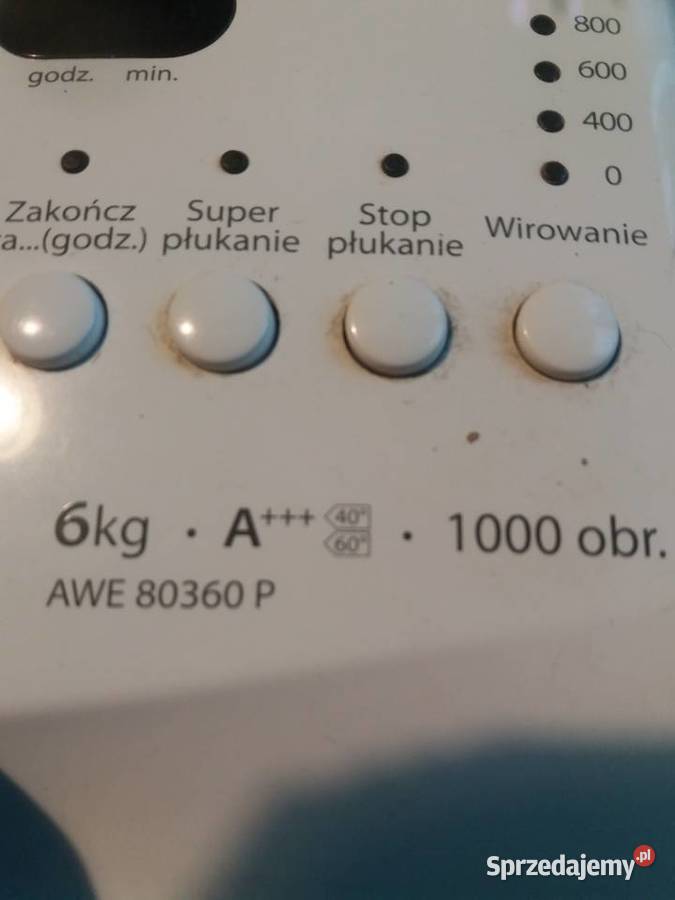 800
godz. min.
600
400
0
Zakończ
a...(godz.)
Super
płukanie
Stop
płukanie
Wirowanie
6kg · A+++ 40° 60° · 1000 obr.
AWE 80360 P
Sprzedajemy.pl